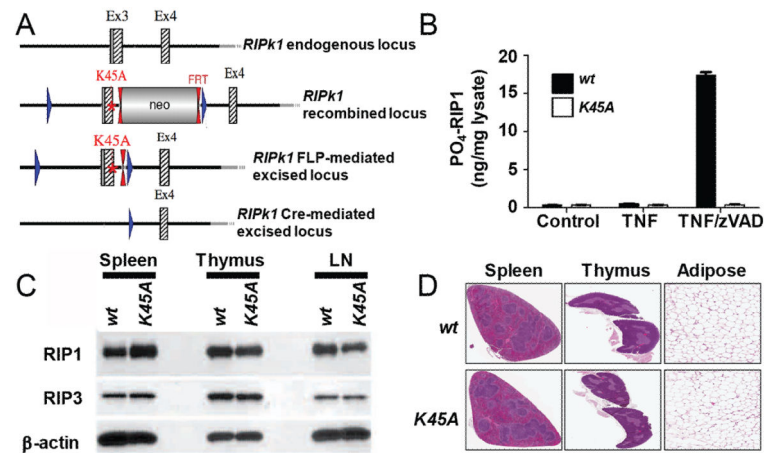 A
Ex3 Ex4
RIPk1 endogenous locus
K45A FRT Ex4
neo
RIPk1
recombined locus
K45A Ex4
RIPk1 FLP-mediated
excised locus
Ex4
RIPk1 Cre-mediated
excised locus
B
20
15
10
5
0
PO4-RIP1
(ng/mg lysate)
wt
K45A
Control TNF TNF/zVAD
C
Spleen Thymus LN
wt K45A wt K45A wt K45A
RIP1
RIP3
β-actin
D
Spleen Thymus Adipose
wt
K45A